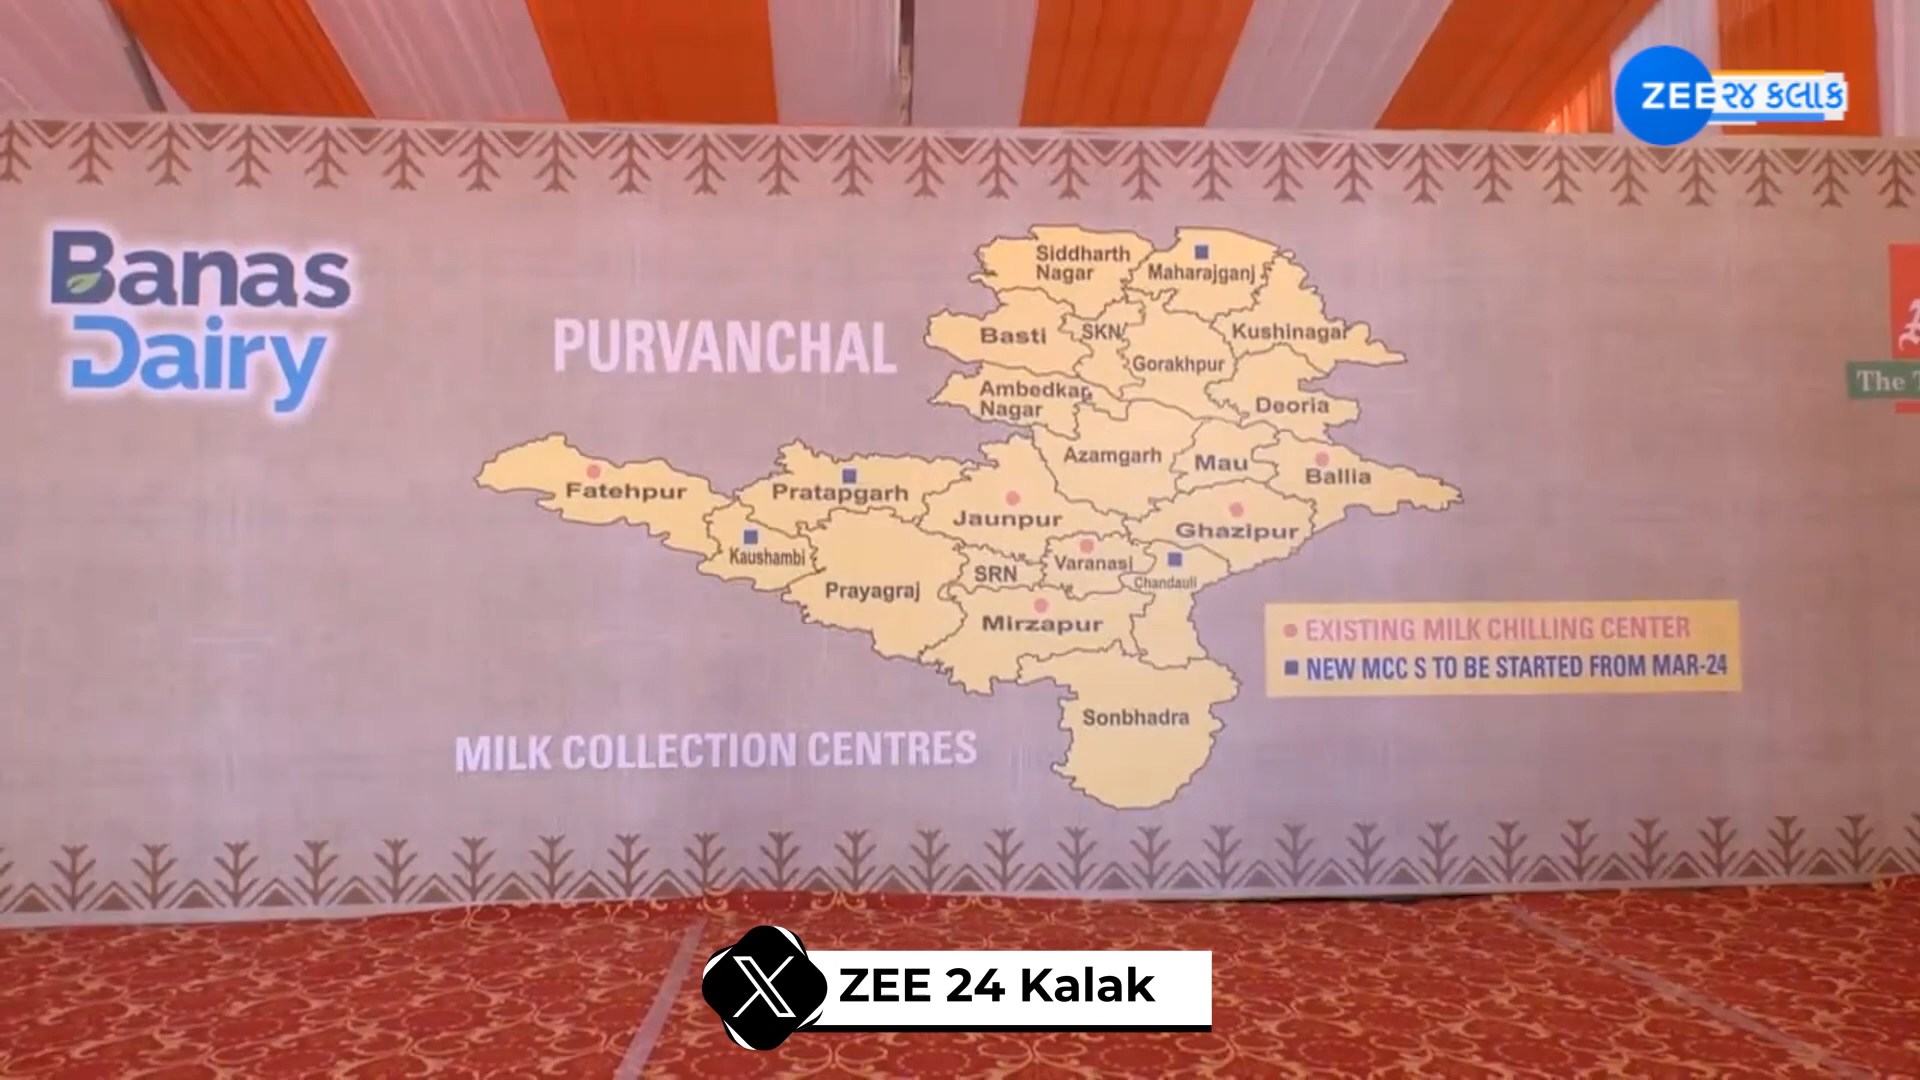 ZEE ૨૪ કલાક
Banas
Dairy
PURVANCHAL
Siddharth
Nagar
Maharajganj
Basti
SKN
Kushinagar
Gorakhpur
Ambedkar
Nagar
Deoria
Azamgarh
Mau
Ballia
Fatehpur
Pratapgarh
Jaunpur
Ghazipur
Kaushambi
SRN
Varanasi
Chandauli
Prayagraj
Mirzapur
Sonbhadra
EXISTING MILK CHILLING CENTER
NEW MCC S TO BE STARTED FROM MAR-24
MILK COLLECTION CENTRES
The
X ZEE 24 Kalak